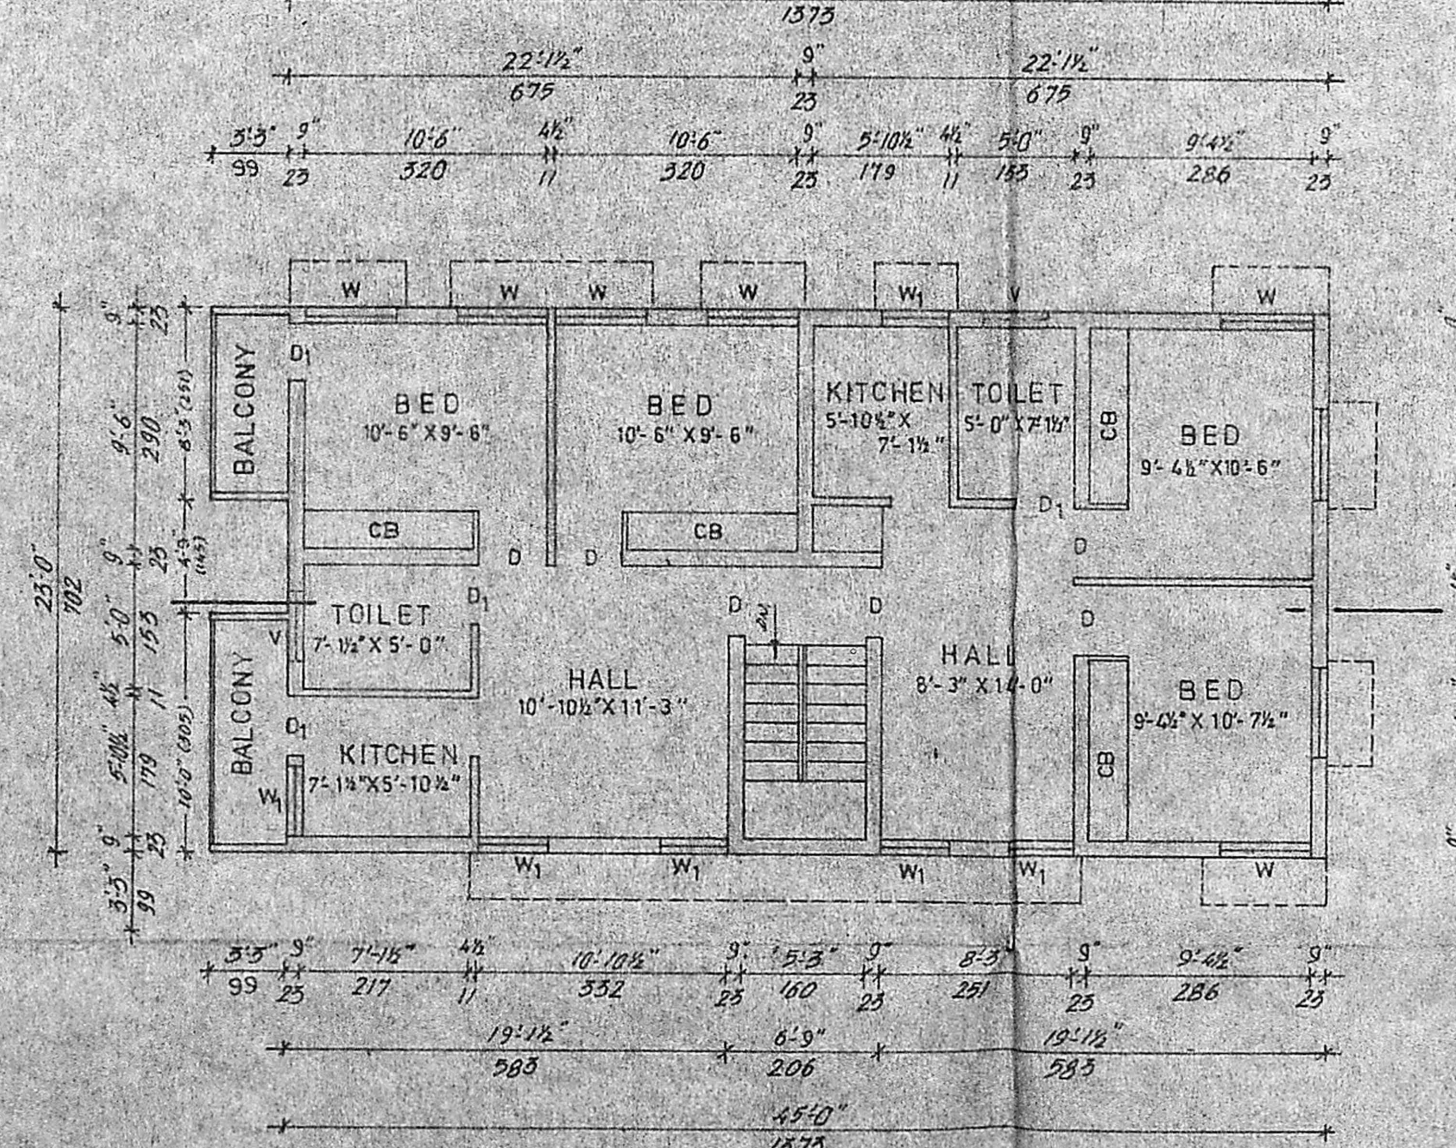 1373
22'-1½" 9" 22'-1½"
675 23 675
3'-3" 9" 10'-6" 4½" 10'-6" 9" 5'-10½" 4½" 5'-0" 9" 9'-4½" 9"
99 23 320 11 320 23 179 11 153 23 286 23
W W W W W1 V W
D1
BALCONY
BED
10'-6" X 9'-6"
BED
10'-6" X 9'-6"
KITCHEN
5'-10½" X
7'-1½"
TOILET
5'-0" X 7'-1½"
CB
BED
9'-4½" X 10'-6"
CB
CB
D D
D1
D
23'-0"
702
9" 9'-6" 9" 5'-0" 4½" 5'-10½" 9" 3'-3"
23 290 23 153 11 179 23 99
8'-3" (251)
4'-9"
(145)
10'-0" (305)
TOILET
7'-1½" X 5'-0"
D1
V
D
DN
D
D
BALCONY
D1
W1
KITCHEN
7'-1½" X 5'-10½"
HALL
10'-10½" X 11'-3"
HALL
8'-3" X 14'-0"
BED
9'-4½" X 10'-7½"
CB
W1 W1 W1 W1 W
3'-3" 9" 7'-1½" 4½" 10'-10½" 9" 5'-3" 9" 8'-3" 9" 9'-4½" 9"
99 23 217 11 332 23 160 23 251 23 286 23
19'-1½" 6'-9" 19'-1½"
583 206 583
45'-0"
1373